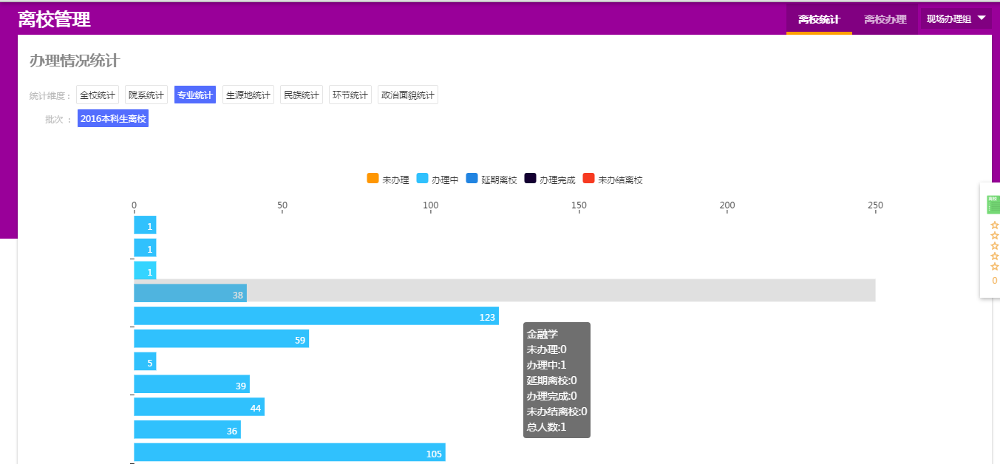 离校管理
离校统计 离校办理 现场办理组
办理情况统计
统计维度： 全校统计 院系统计 专业统计 生源地统计 民族统计 环节统计 政治面貌统计
批次 ： 2016本科生离校
未办理 办理中 延期离校 办理完成 未办结离校
0 50 100 150 200 250
1
1
1
38
123
59
5
39
44
36
105
金融学
未办理:0
办理中:1
延期离校:0
办理完成:0
未办结离校:0
总人数:1
离校
0